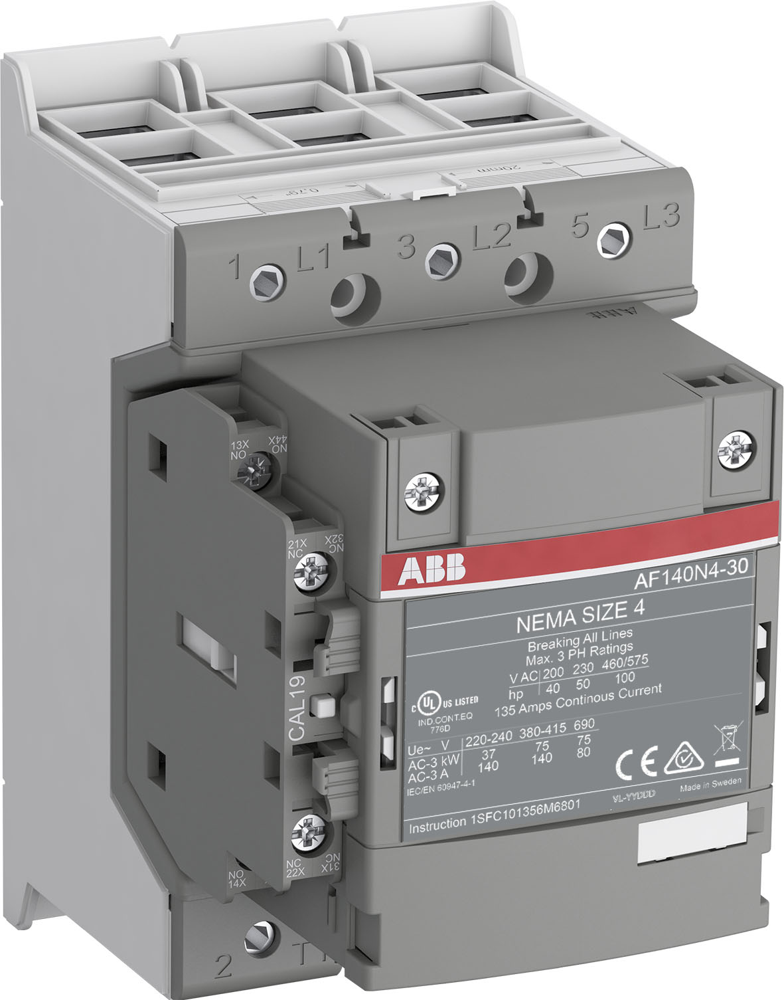 0.79"
20mm
1 L1 3 L2 5 L3
ABB
13X NO
44X NO
21X NC
32X NC
CAL19
NC 22X
31X NC
NO 14X
2 T1
ABB
AF140N4-30
NEMA SIZE 4
Breaking All Lines
Max. 3 PH Ratings
V AC 200 230 460/575
hp 40 50 100
135 Amps Continous Current
C UL US LISTED
IND.CONT.EQ
776D
Ue~ V 220-240 380-415 690
AC-3 kW 37 75 75
AC-3 A 140 140 80
IEC/EN 60947-4-1
CE
VL-YYDDD
Made in Sweden
Instruction 1SFC101356M6801